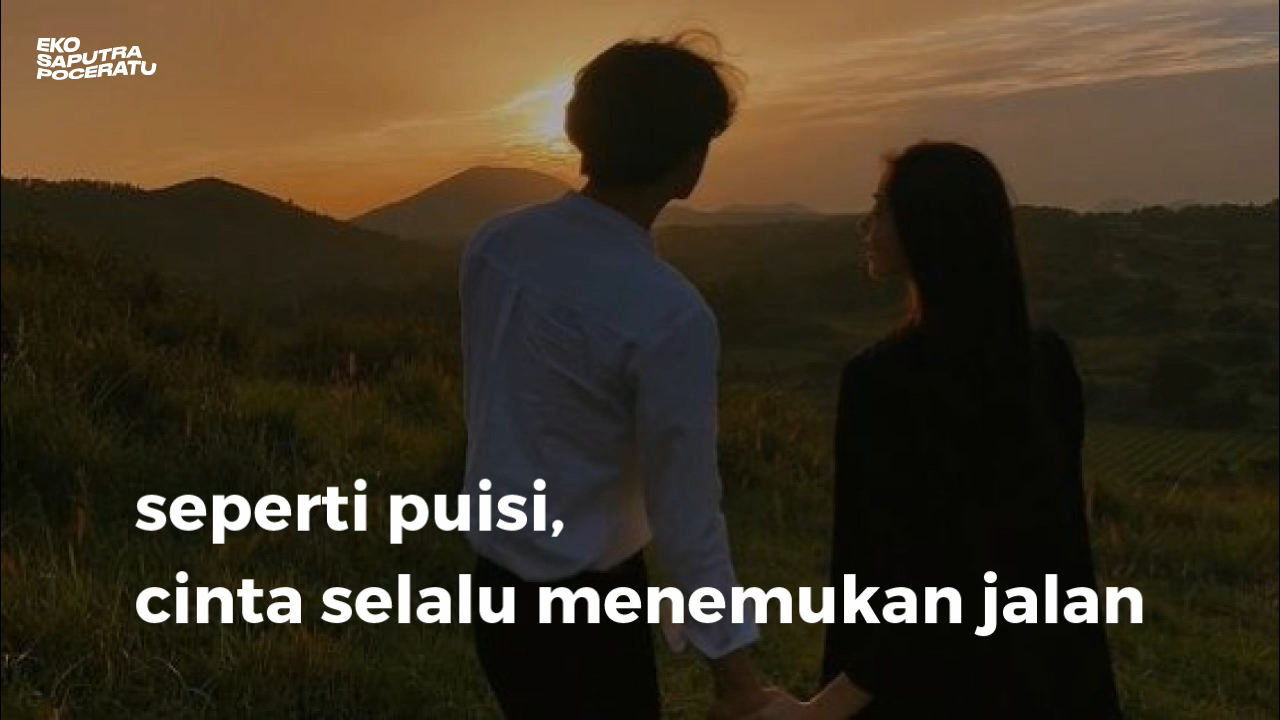 EKO
SAPUTRA
POCERATU
seperti puisi,
cinta selalu menemukan jalan